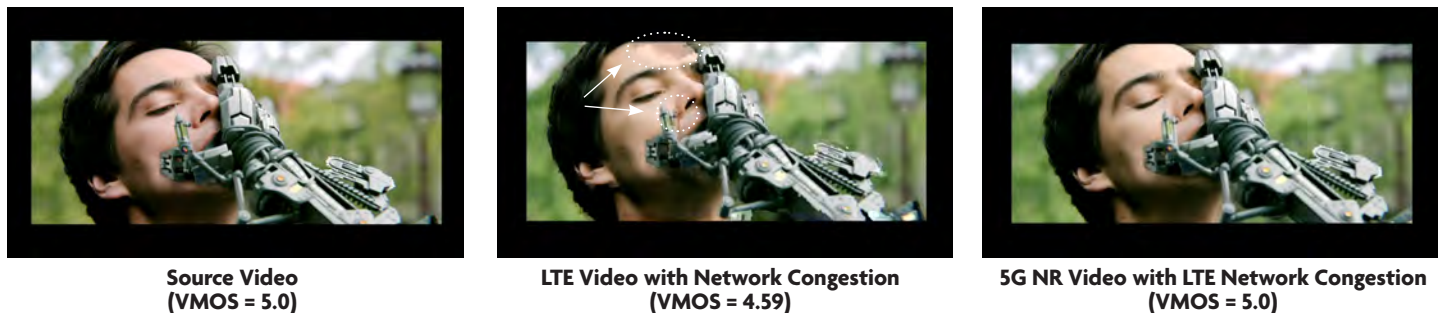 Source Video
(VMOS = 5.0)
LTE Video with Network Congestion
(VMOS = 4.59)
5G NR Video with LTE Network Congestion
(VMOS = 5.0)